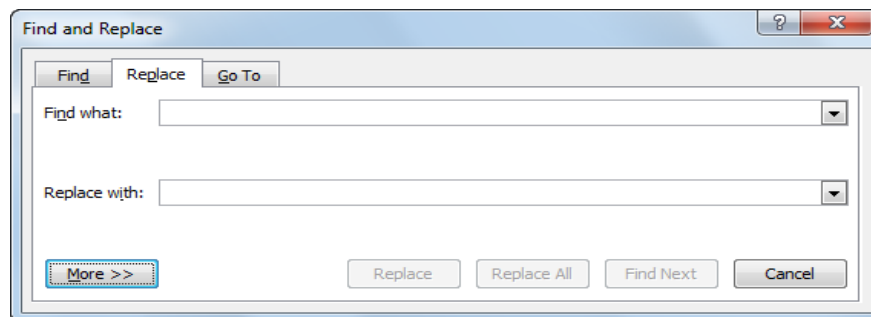 Find and Replace
Find Replace Go To
Find what:
Replace with:
More >> Replace Replace All Find Next Cancel